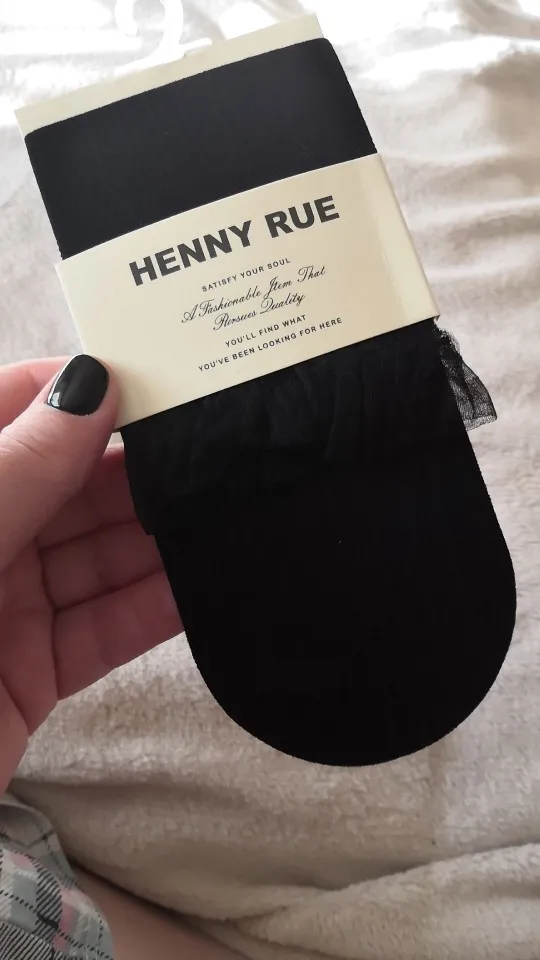 HENNY RUE
SATISFY YOUR SOUL
A Fashionable Item That
Pursues Quality
YOU'LL FIND WHAT
YOU'VE BEEN LOOKING FOR HERE